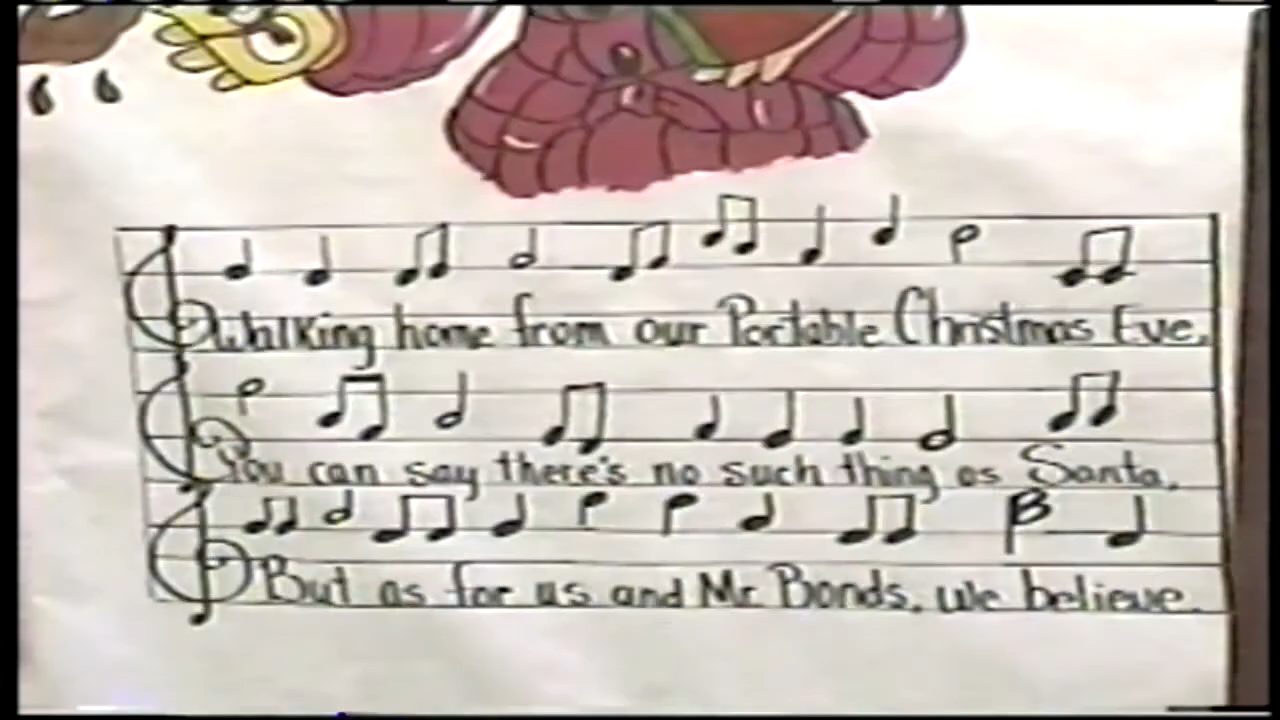 Walking home from our Portable Christmas Eve,
You can say there's no such thing as Santa,
But as for us and Mr. Bonds, we believe.